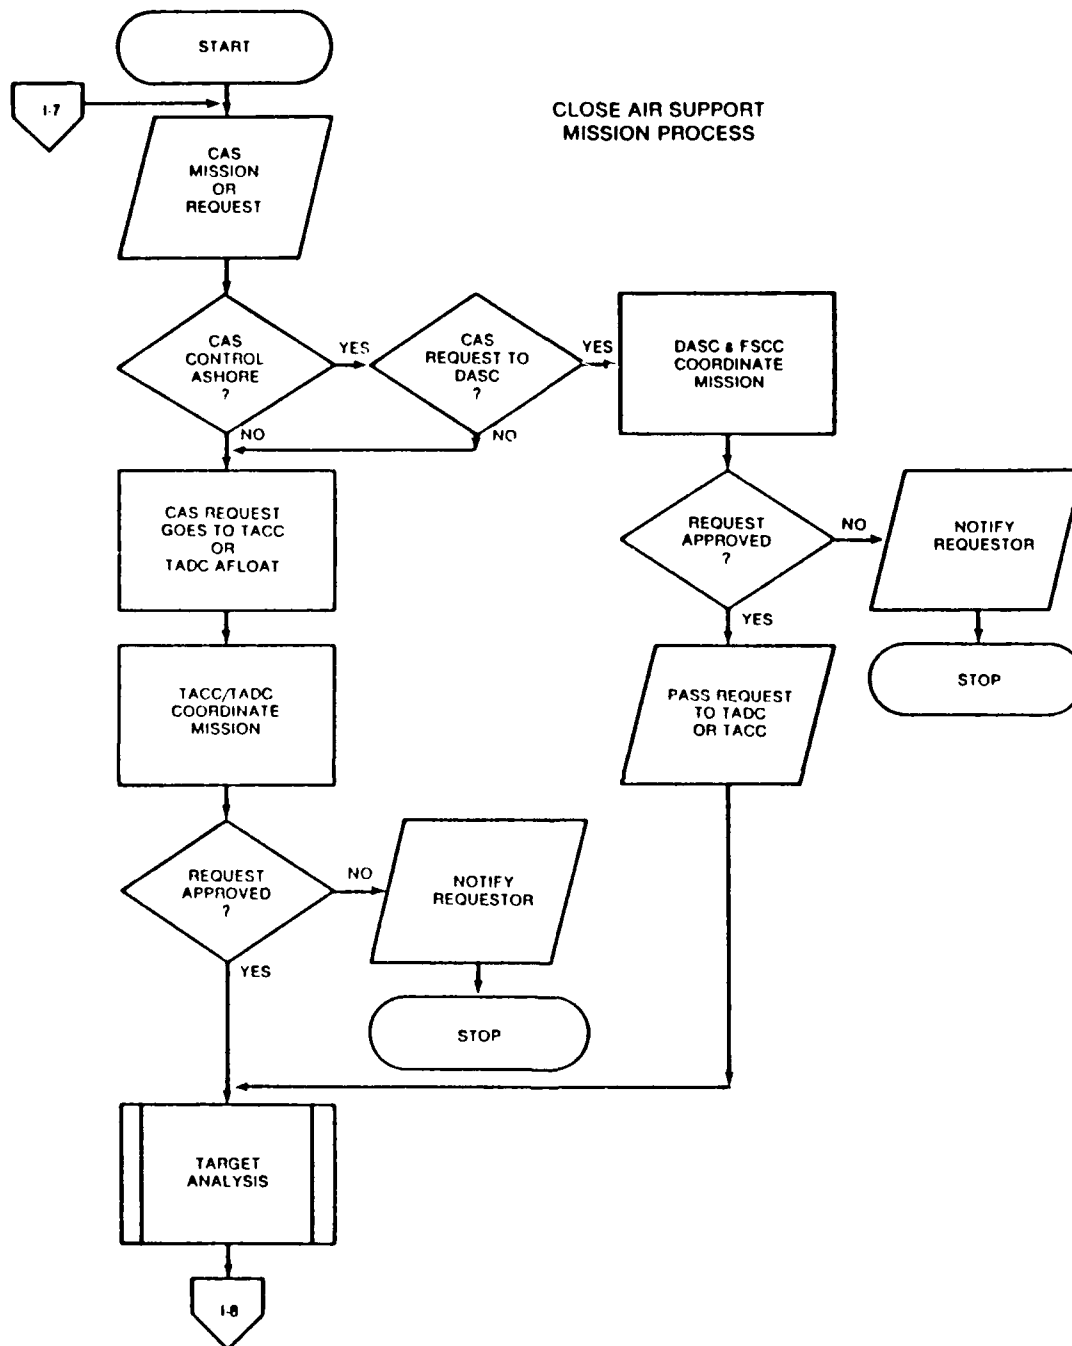 START
I-7
CLOSE AIR SUPPORT
MISSION PROCESS
CAS
MISSION
OR
REQUEST
CAS
CONTROL
ASHORE
?
YES
NO
CAS
REQUEST TO
DASC
?
YES
NO
DASC & FSCC
COORDINATE
MISSION
CAS REQUEST
GOES TO TACC
OR
TADC AFLOAT
REQUEST
APPROVED
?
NO
YES
NOTIFY
REQUESTOR
STOP
TACC/TADC
COORDINATE
MISSION
PASS REQUEST
TO TADC
OR TACC
REQUEST
APPROVED
?
NO
YES
NOTIFY
REQUESTOR
STOP
TARGET
ANALYSIS
I-8